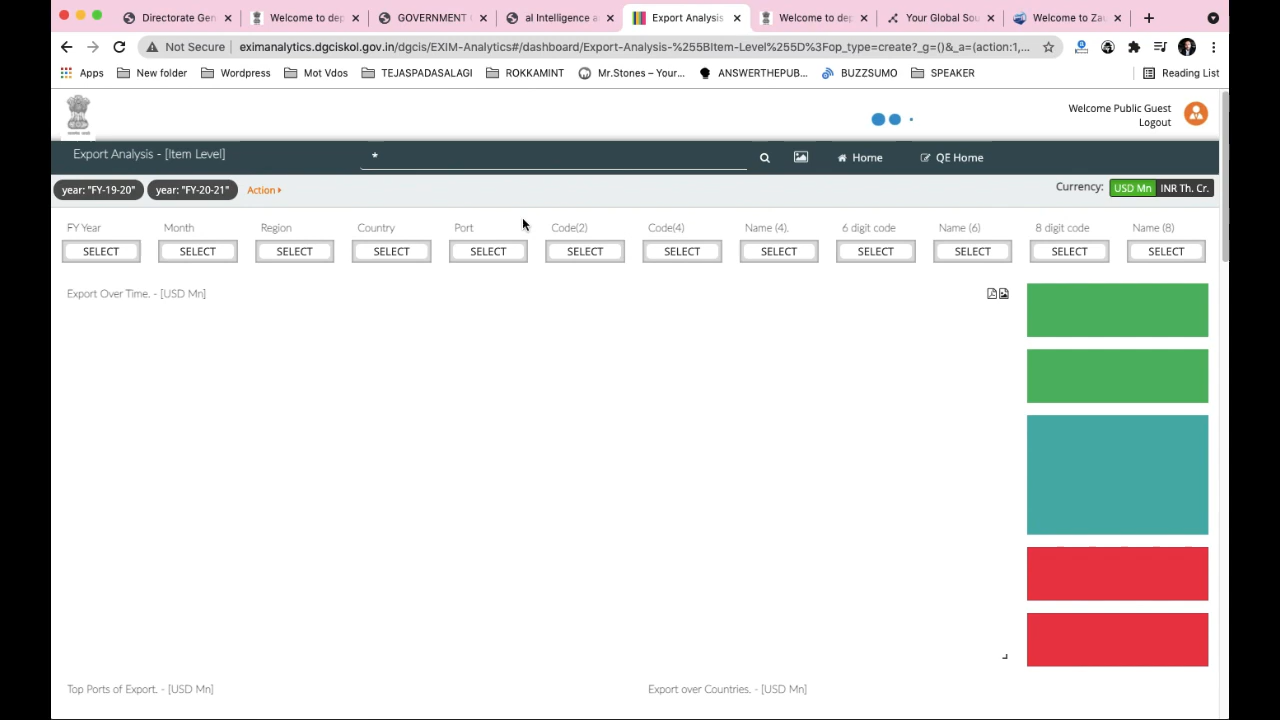 Directorate Gen
Welcome to dep
GOVERNMENT
al Intelligence a
Export Analysis
Welcome to dep
Your Global Sou
Welcome to Zau
Not Secure
eximanalytics.dgciskol.gov.in/dgcis/EXIM-Analytics#/dashboard/Export-Analysis-%255BItem-Level%255D%3Fop_type=create?_g=()&_a=(action:1,...
Apps
New folder
Wordpress
Mot Vdos
TEJASPADASALAGI
ROKKAMINT
Mr.Stones – Your...
ANSWERTHEPUB...
BUZZSUMO
SPEAKER
Reading List
Welcome Public Guest
Logout
Export Analysis - [Item Level]
*
Home
QE Home
year: "FY-19-20"
year: "FY-20-21"
Action
Currency:
USD Mn
INR Th. Cr.
FY Year
Month
Region
Country
Port
Code(2)
Code(4)
Name (4).
6 digit code
Name (6)
8 digit code
Name (8)
SELECT
SELECT
SELECT
SELECT
SELECT
SELECT
SELECT
SELECT
SELECT
SELECT
SELECT
SELECT
Export Over Time. - [USD Mn]
Top Ports of Export. - [USD Mn]
Export over Countries. - [USD Mn]